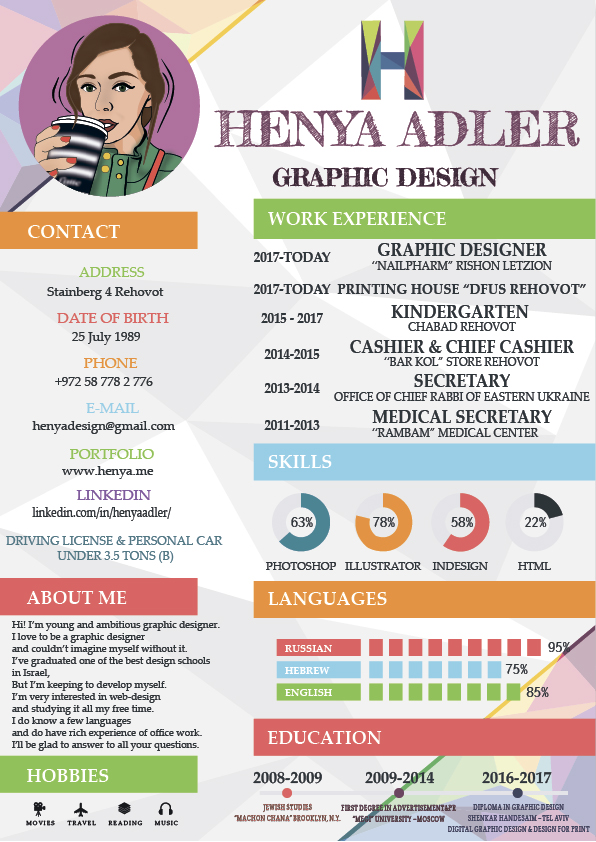 H
HENYA ADLER
GRAPHIC DESIGN
CONTACT
ADDRESS
Stainberg 4 Rehovot
DATE OF BIRTH
25 July 1989
PHONE
+972 58 778 2 776
E-MAIL
henyadesign@gmail.com
PORTFOLIO
www.henya.me
LINKEDIN
linkedin.com/in/henyaadler/
DRIVING LICENSE & PERSONAL CAR
UNDER 3.5 TONS (B)
ABOUT ME
Hi! I'm young and ambitious graphic designer.
I love to be a graphic designer
and couldn't imagine myself without it.
I've graduated one of the best design schools
in Israel,
But I'm keeping to develop myself.
I'm very interested in web-design
and studying it all my free time.
I do know a few languages
and do have rich experience of office work.
I'll be glad to answer to all your questions.
HOBBIES
MOVIES TRAVEL READING MUSIC
WORK EXPERIENCE
2017-TODAY GRAPHIC DESIGNER
"NAILPHARM" RISHON LETZION
2017-TODAY PRINTING HOUSE "DFUS REHOVOT"
2015 - 2017 KINDERGARTEN
CHABAD REHOVOT
2014-2015 CASHIER & CHIEF CASHIER
"BAR KOL" STORE REHOVOT
2013-2014 SECRETARY
OFFICE OF CHIEF RABBI OF EASTERN UKRAINE
2011-2013 MEDICAL SECRETARY
"RAMBAM" MEDICAL CENTER
SKILLS
63% 78% 58% 22%
PHOTOSHOP ILLUSTRATOR INDESIGN HTML
LANGUAGES
RUSSIAN 95%
HEBREW 75%
ENGLISH 85%
EDUCATION
2008-2009 2009-2014 2016-2017
JEWISH STUDIES
"MACHON CHANA" BROOKLYN, N.Y.
FIRST DEGREE IN ADVERTISEMENT&PR
"MEGI" UNIVERSITY –MOSCOW
DIPLOMA IN GRAPHIC DESIGN
SHENKAR HANDESAIM –TEL AVIV
DIGITAL GRAPHIC DESIGN & DESIGN FOR PRINT